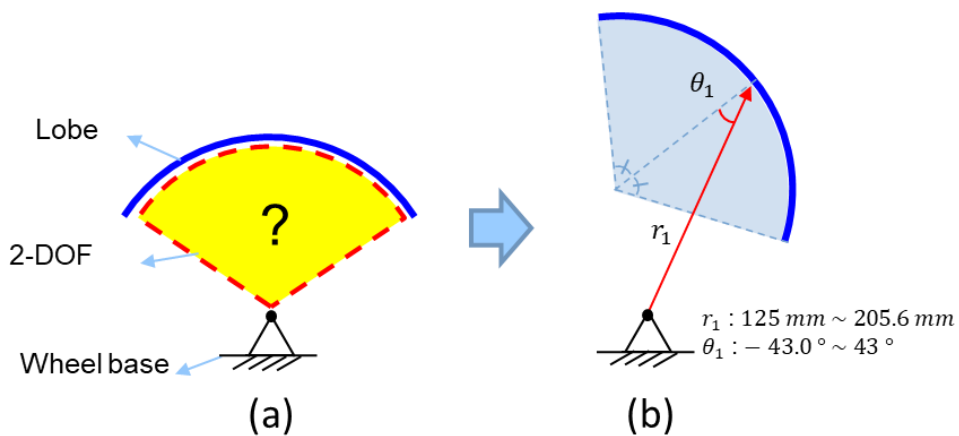 Lobe
2-DOF
?
Wheel base
(a)
θ₁
r₁
r₁ : 125 mm ~ 205.6 mm
θ₁ : − 43.0 ° ~ 43 °
(b)